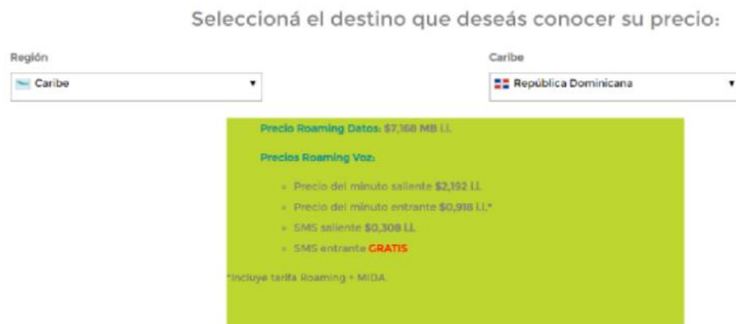 Seleccioná el destino que deseás conocer su precio:
Región
Caribe
Caribe
República Dominicana
Precio Roaming Datos: $7,168 MB i.i.
Precios Roaming Voz:
Precio del minuto saliente $2,192 i.i.
Precio del minuto entrante $0,918 i.i.*
SMS saliente $0,308 i.i.
SMS entrante GRATIS
*Incluye tarifa Roaming + MIDA.